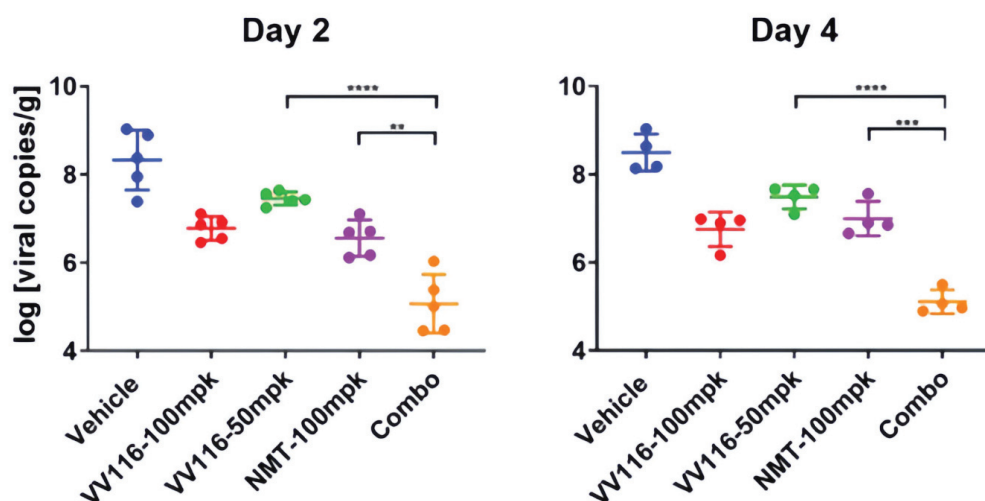 Day 2
log [viral copies/g]
10
8
6
4
****
**
Vehicle
VV116-100mpk
VV116-50mpk
NMT-100mpk
Combo
Day 4
10
8
6
4
****
***
Vehicle
VV116-100mpk
VV116-50mpk
NMT-100mpk
Combo